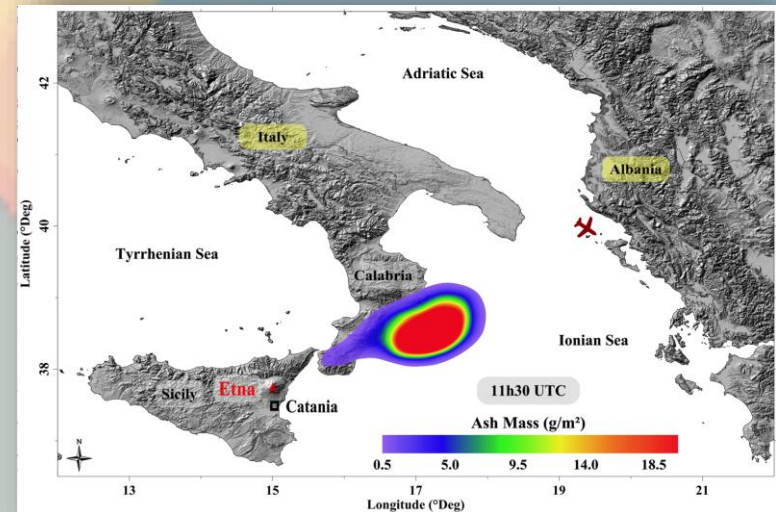 Adriatic Sea
42
Italy
Albania
40
Latitude (°Deg)
Tyrrhenian Sea
Calabria
Ionian Sea
38
Etna
Sicily
11h30 UTC
Catania
Ash Mass (g/m²)
N
0.5 5.0 9.5 14.0 18.5
13 15 17 19 21
Longitude (°Deg)